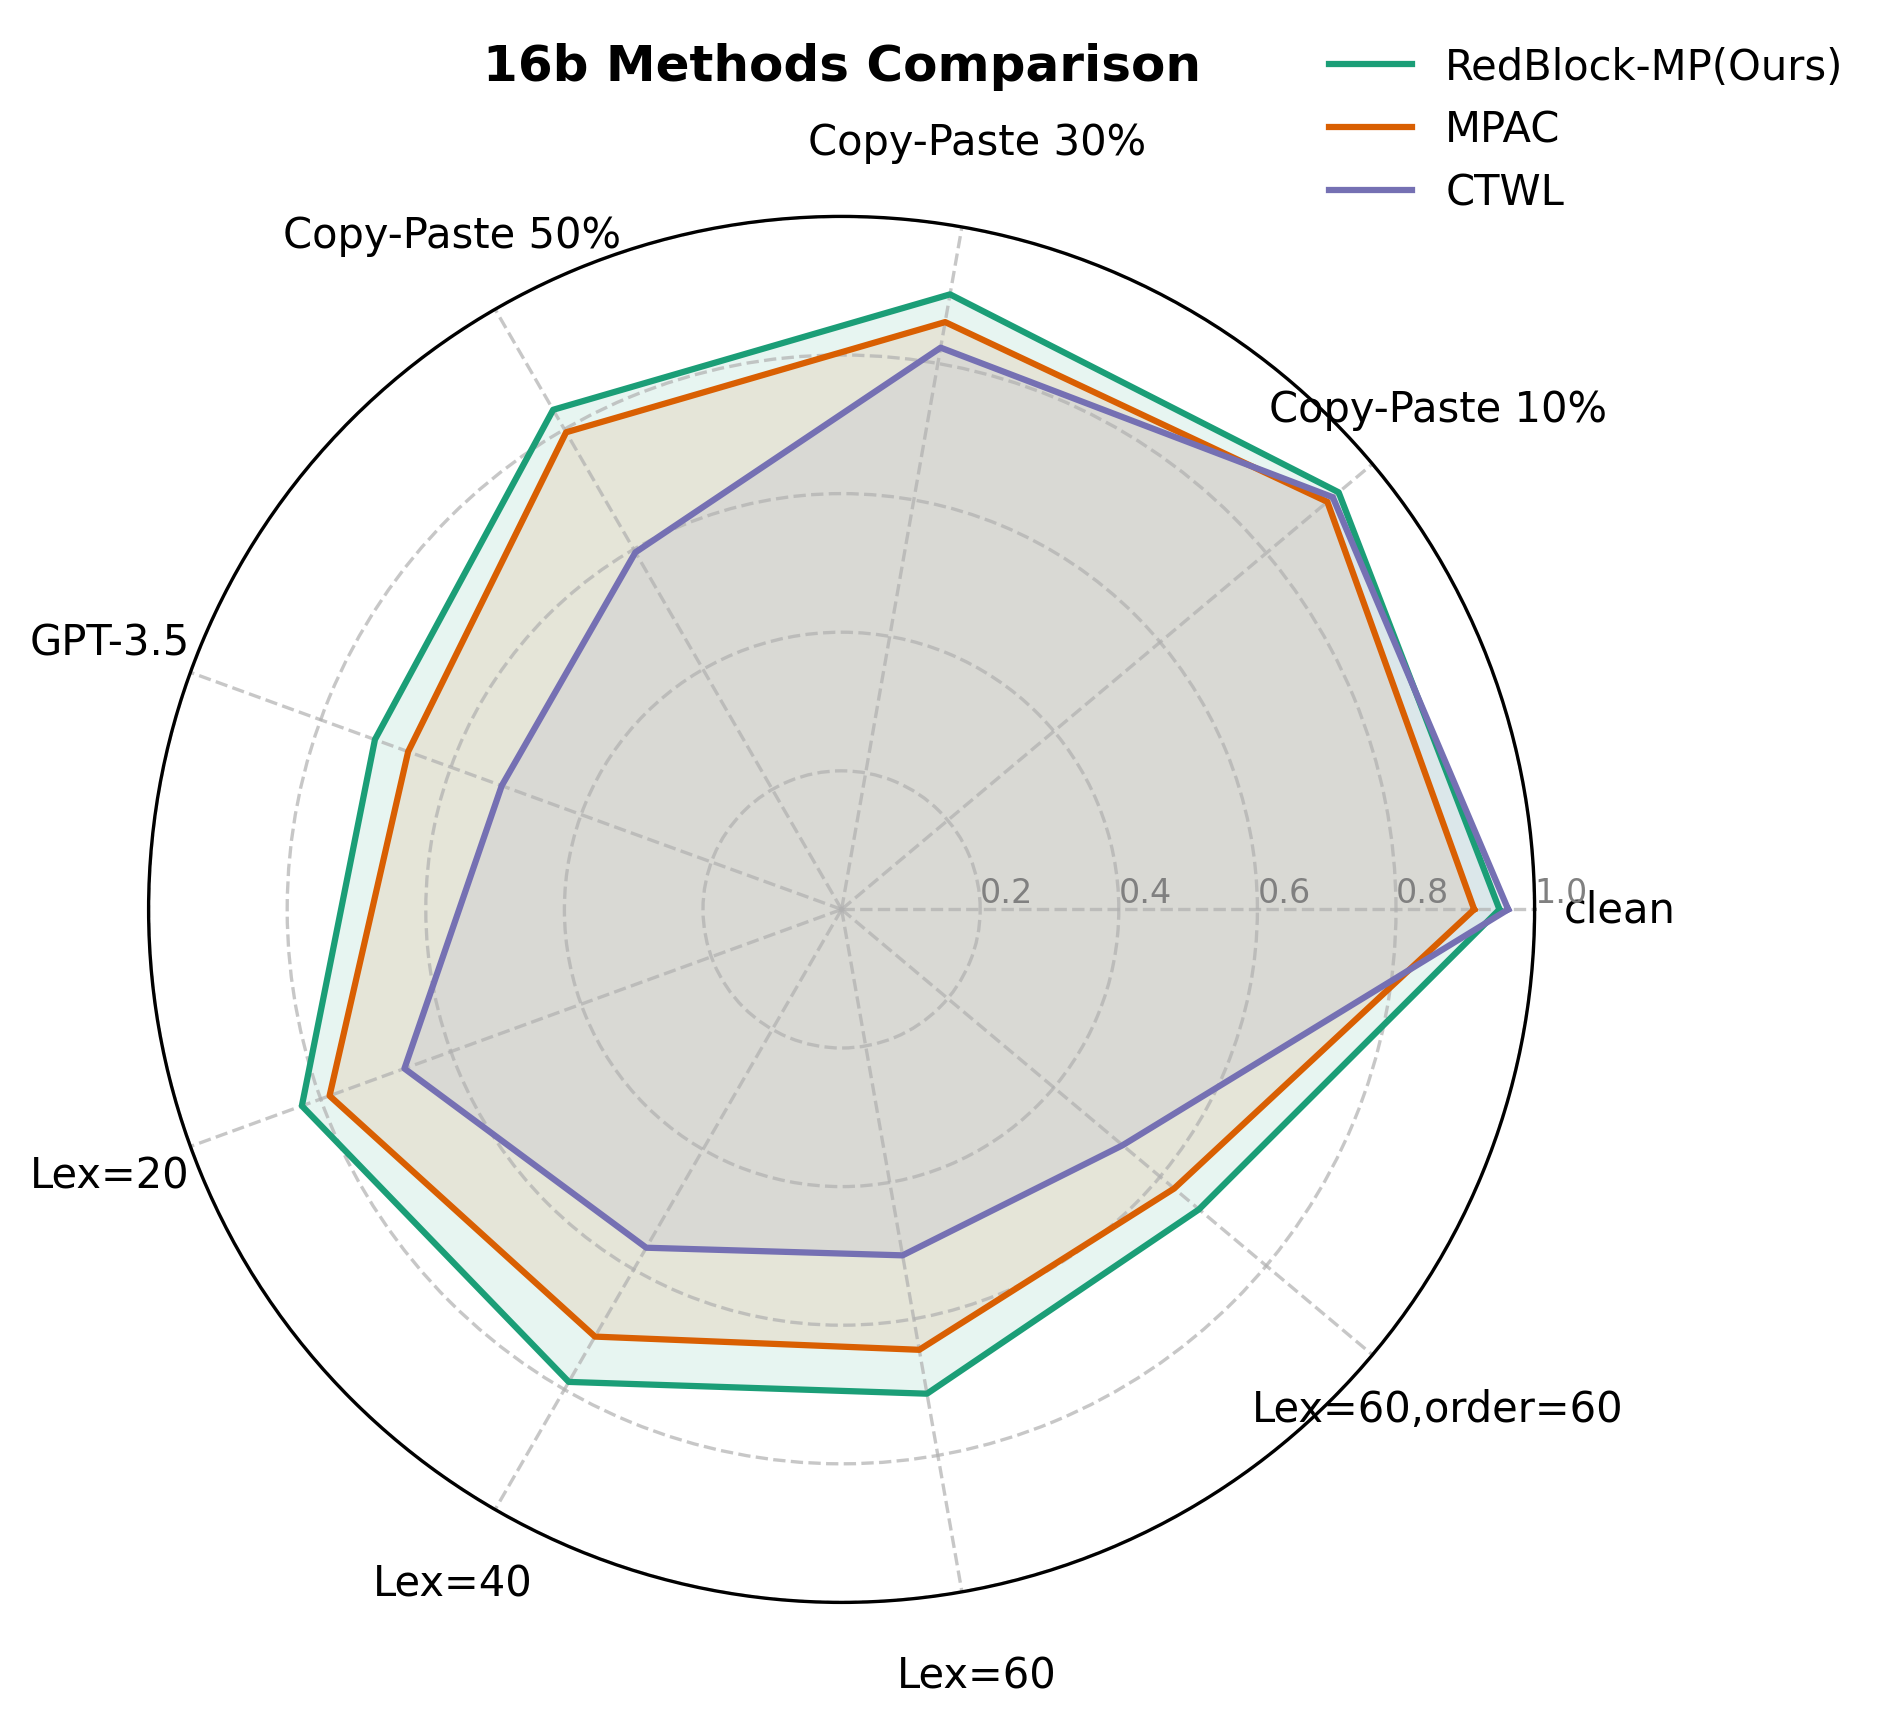 16b Methods Comparison
RedBlock-MP(Ours)
MPAC
CTWL
Copy-Paste 30%
Copy-Paste 50%
Copy-Paste 10%
GPT-3.5
0.2
0.4
0.6
0.8
1.0
clean
Lex=20
Lex=60,order=60
Lex=40
Lex=60